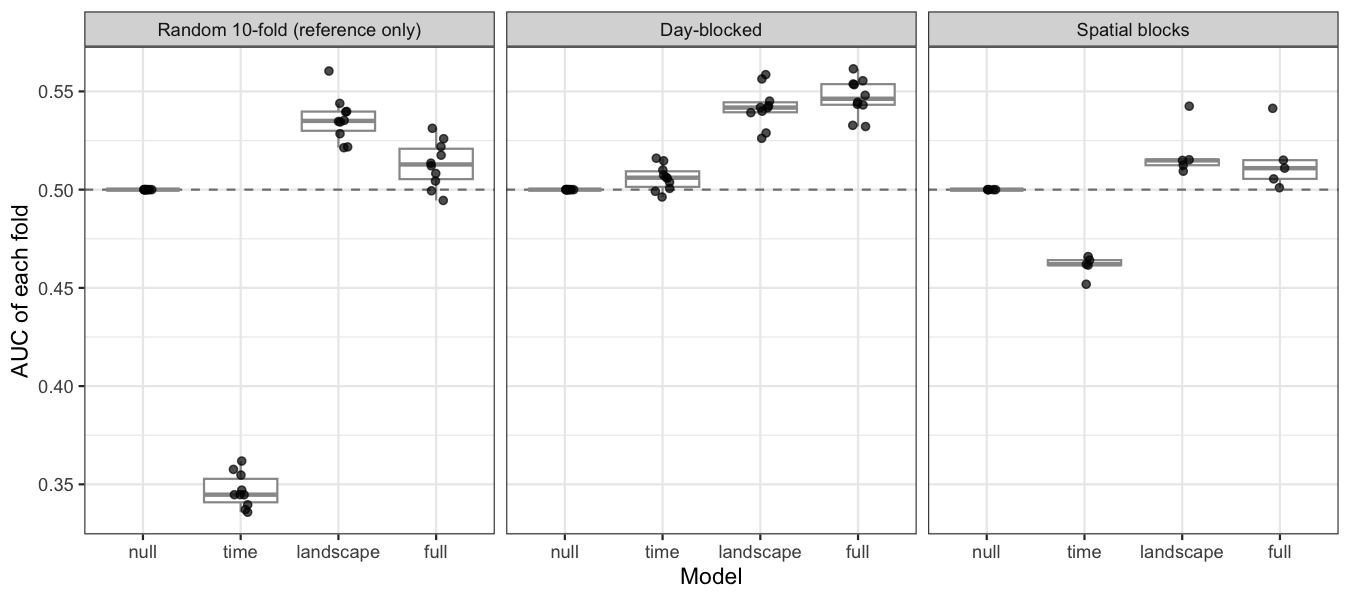 Random 10-fold (reference only)
Day-blocked
Spatial blocks
AUC of each fold
0.55
0.50
0.45
0.40
0.35
null time landscape full
null time landscape full
null time landscape full
Model